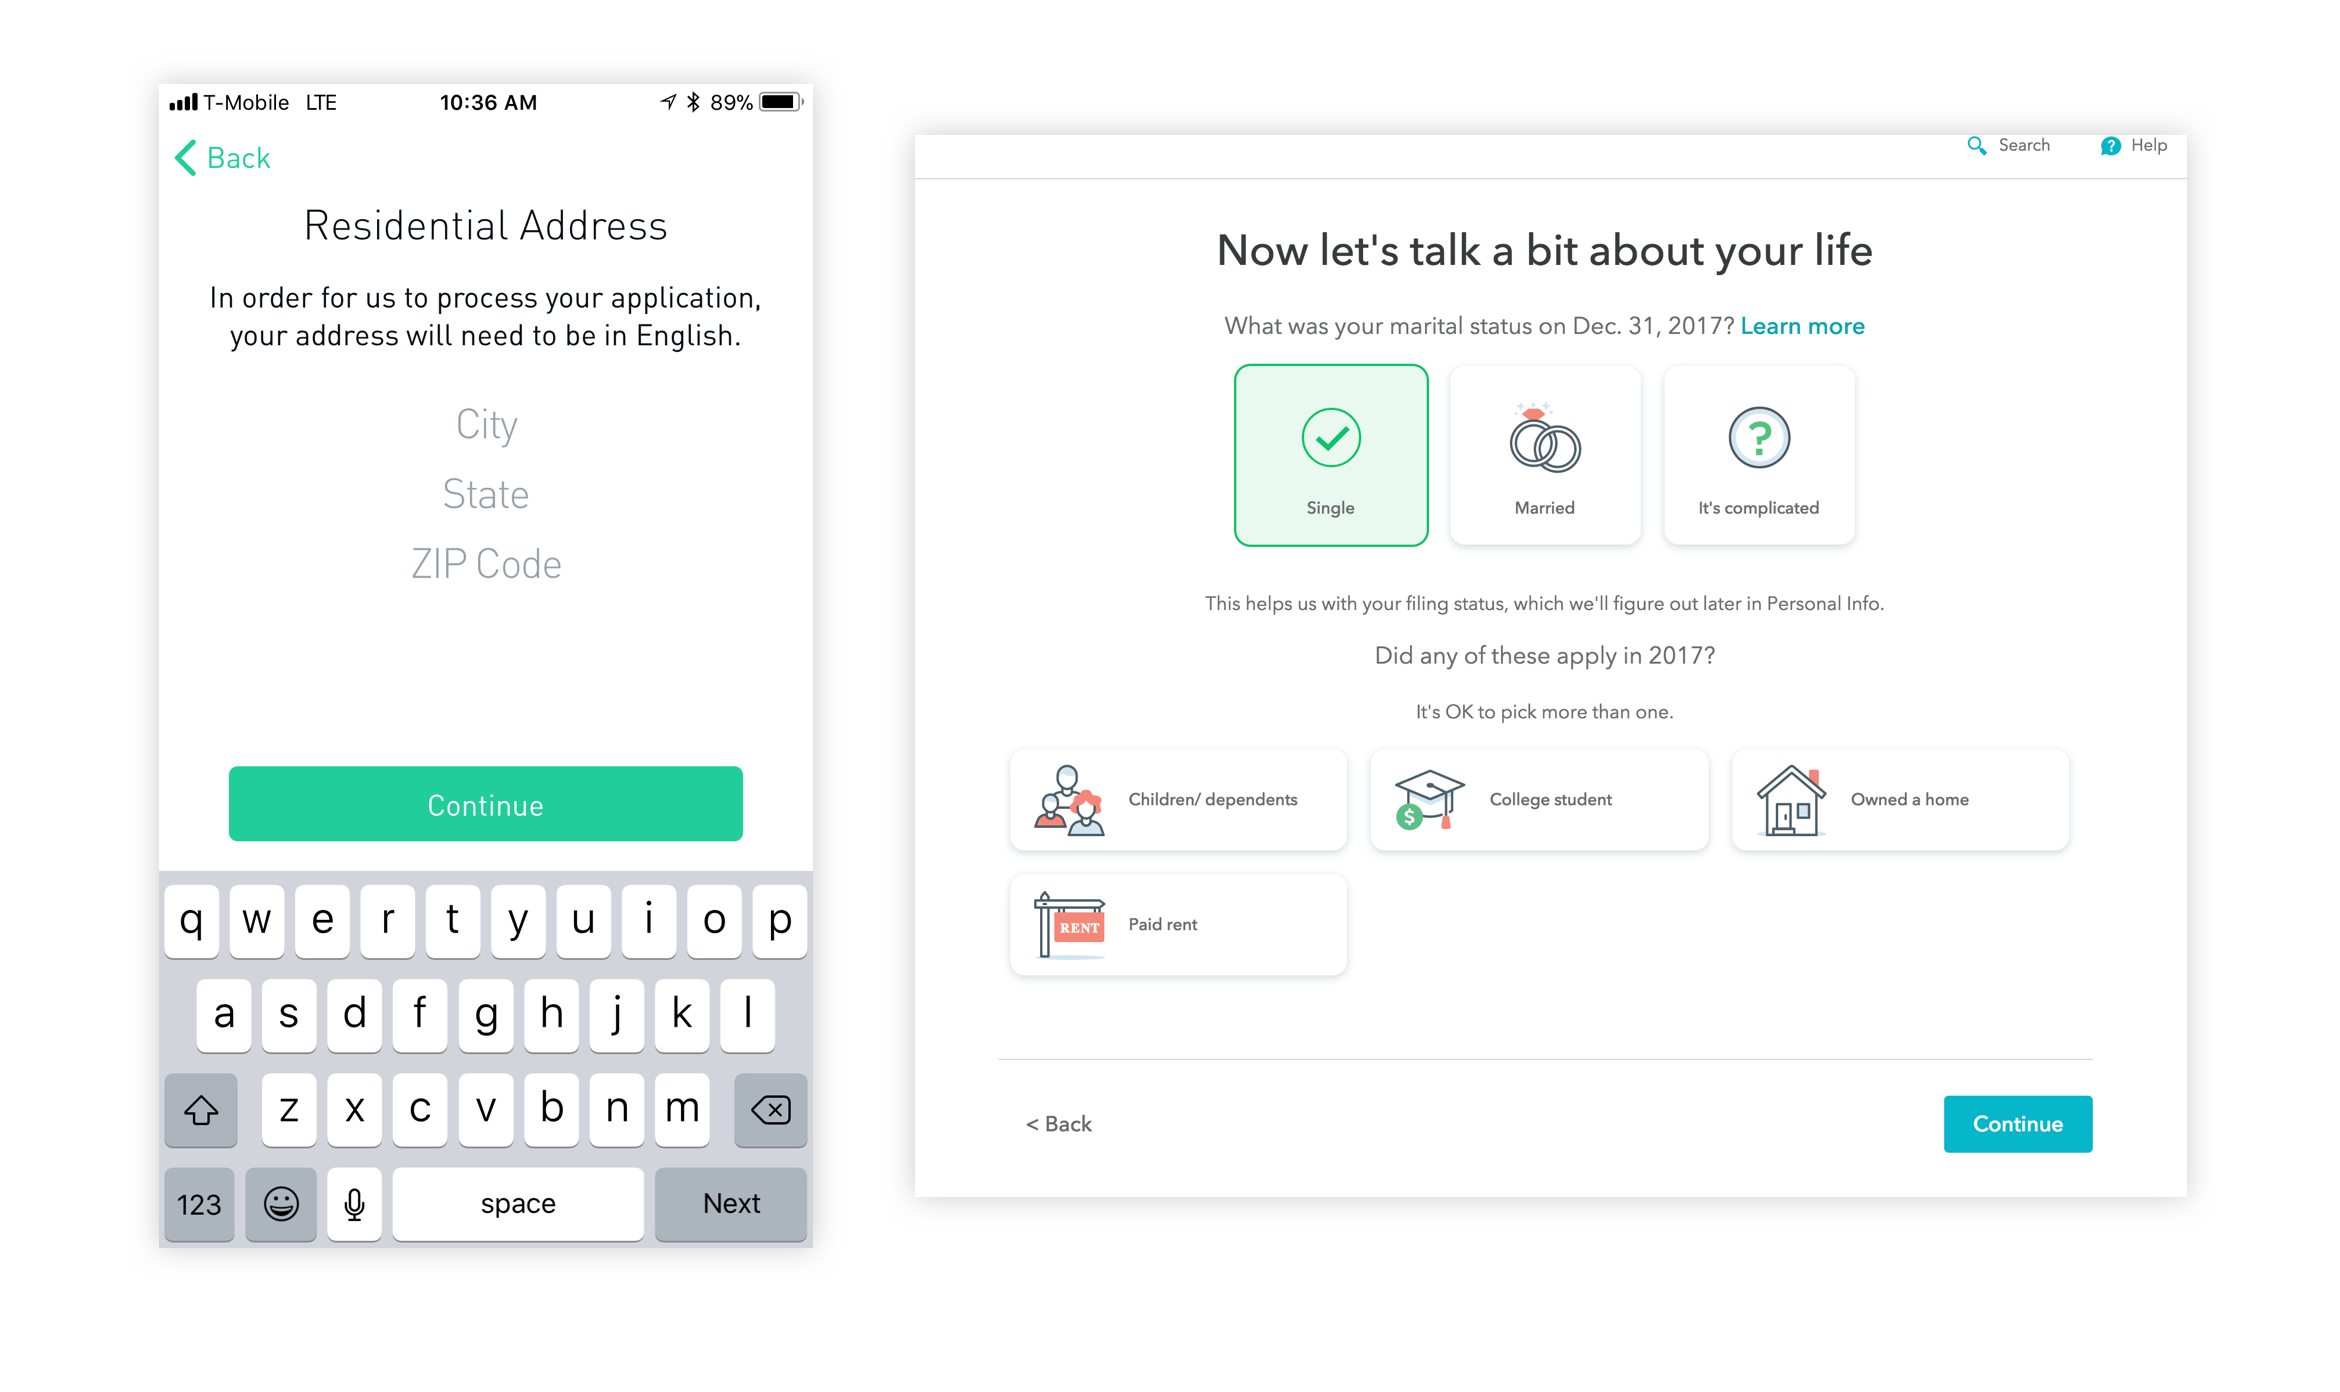 T-Mobile LTE 10:36 AM 89%
Back
Residential Address
In order for us to process your application,
your address will need to be in English.
City
State
ZIP Code
Continue
q w e r t y u i o p
a s d f g h j k l
z x c v b n m
123 space Next
Search ? Help
Now let's talk a bit about your life
What was your marital status on Dec. 31, 2017? Learn more
?
Single Married It's complicated
This helps us with your filing status, which we'll figure out later in Personal Info.
Did any of these apply in 2017?
It's OK to pick more than one.
Children/ dependents $ College student Owned a home
RENT Paid rent
< Back Continue